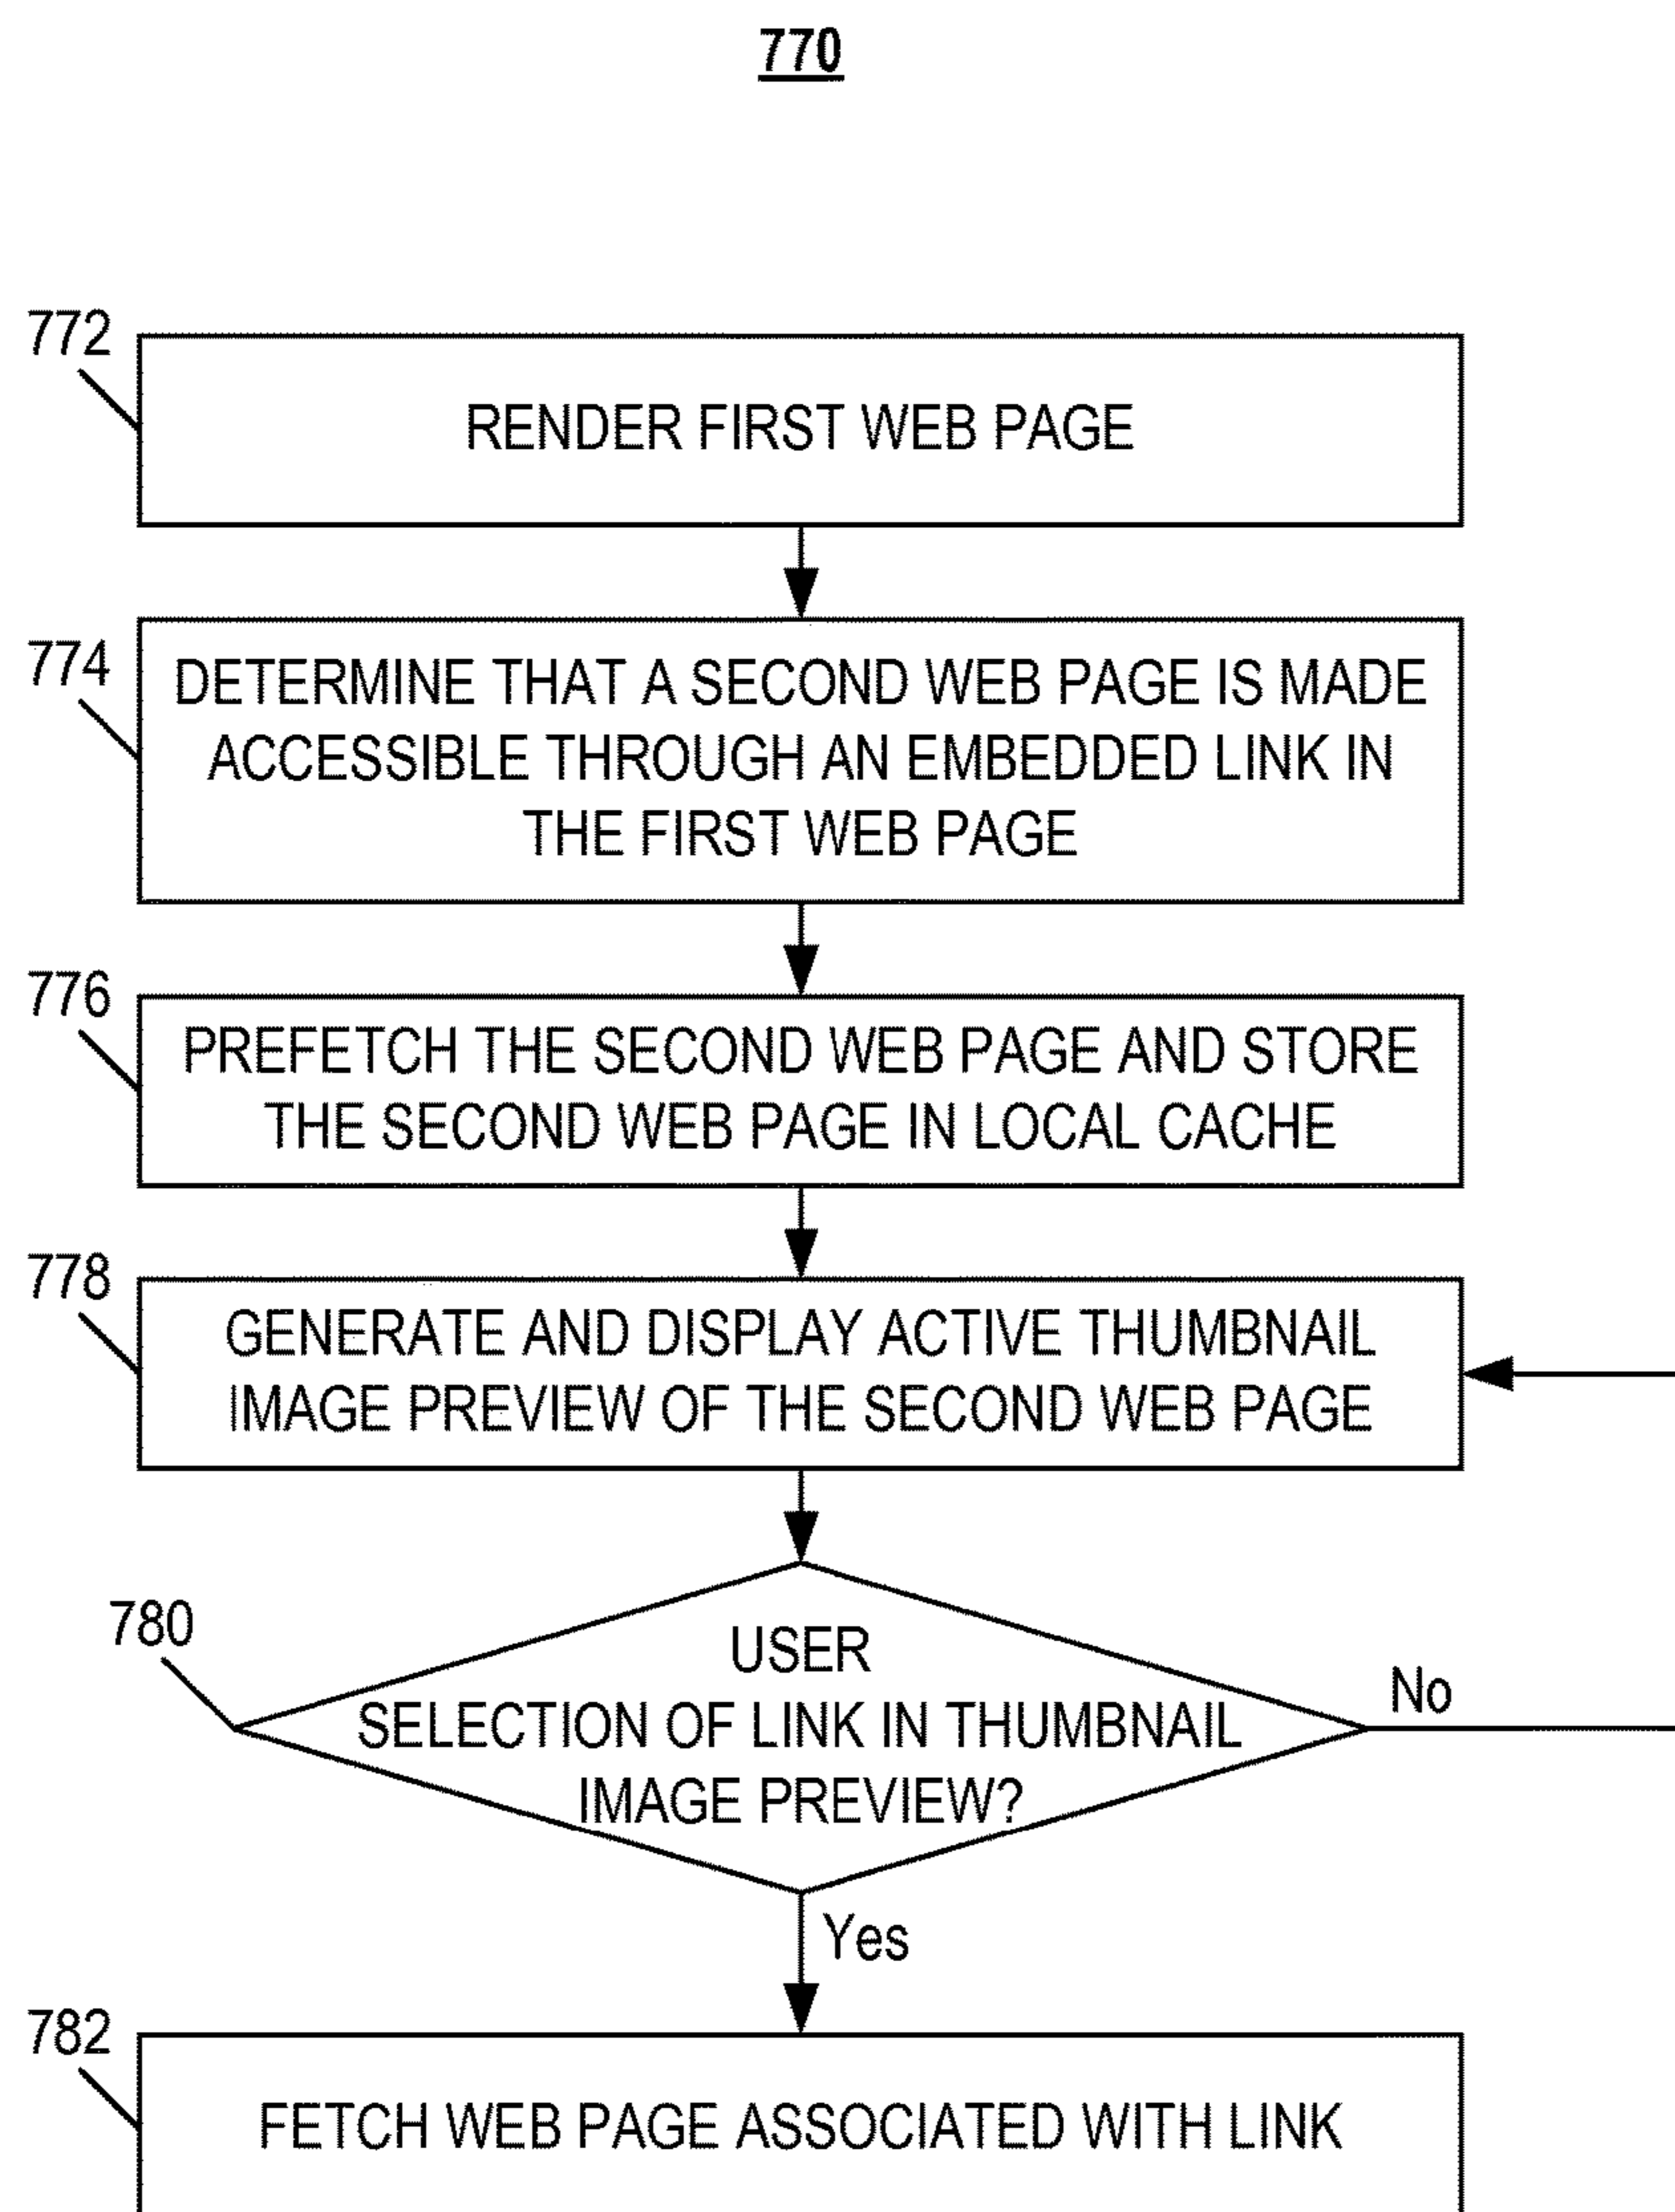 770
772
RENDER FIRST WEB PAGE
774
DETERMINE THAT A SECOND WEB PAGE IS MADE
ACCESSIBLE THROUGH AN EMBEDDED LINK IN
THE FIRST WEB PAGE
776
PREFETCH THE SECOND WEB PAGE AND STORE
THE SECOND WEB PAGE IN LOCAL CACHE
778
GENERATE AND DISPLAY ACTIVE THUMBNAIL
IMAGE PREVIEW OF THE SECOND WEB PAGE
780
USER
SELECTION OF LINK IN THUMBNAIL
IMAGE PREVIEW?
No
Yes
782
FETCH WEB PAGE ASSOCIATED WITH LINK